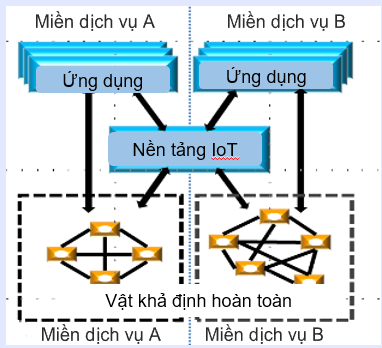 Miền dịch vụ A
Miền dịch vụ B
Ứng dụng
Ứng dụng
Nền tảng IoT
Vật khả định hoàn toàn
Miền dịch vụ A
Miền dịch vụ B